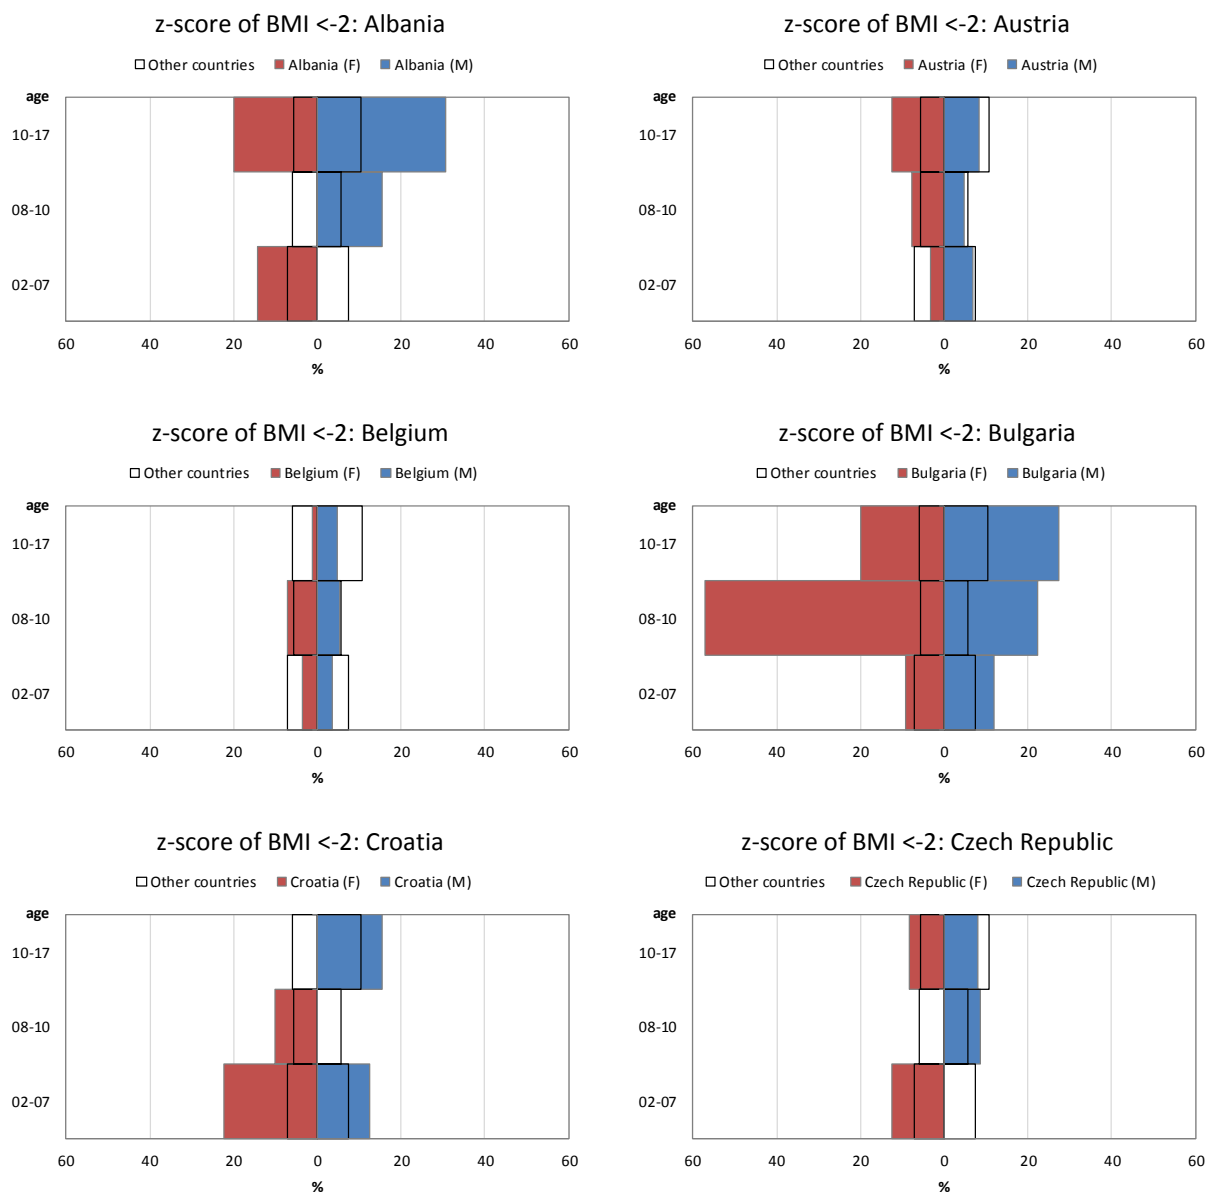 z-score of BMI <-2: Albania
Other countries Albania (F) Albania (M)
age
10-17
08-10
02-07
60 40 20 0 20 40 60
%
z-score of BMI <-2: Austria
Other countries Austria (F) Austria (M)
age
10-17
08-10
02-07
60 40 20 0 20 40 60
%
z-score of BMI <-2: Belgium
Other countries Belgium (F) Belgium (M)
age
10-17
08-10
02-07
60 40 20 0 20 40 60
%
z-score of BMI <-2: Bulgaria
Other countries Bulgaria (F) Bulgaria (M)
age
10-17
08-10
02-07
60 40 20 0 20 40 60
%
z-score of BMI <-2: Croatia
Other countries Croatia (F) Croatia (M)
age
10-17
08-10
02-07
60 40 20 0 20 40 60
%
z-score of BMI <-2: Czech Republic
Other countries Czech Republic (F) Czech Republic (M)
age
10-17
08-10
02-07
60 40 20 0 20 40 60
%